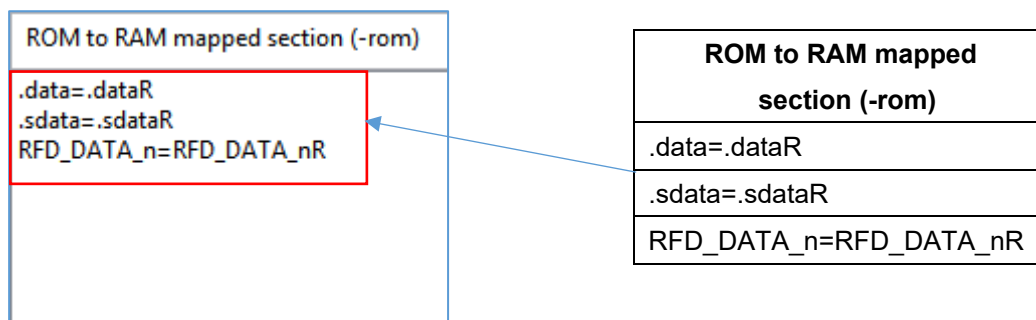 ROM to RAM mapped section (-rom)
.data=.dataR
.sdata=.sdataR
RFD_DATA_n=RFD_DATA_nR
ROM to RAM mapped
section (-rom)
.data=.dataR
.sdata=.sdataR
RFD_DATA_n=RFD_DATA_nR